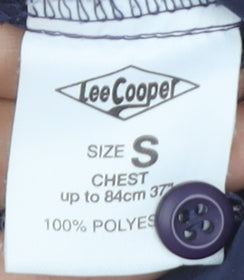 Lee Cooper
SIZE S
CHEST
up to 84cm 37"
100% POLYES